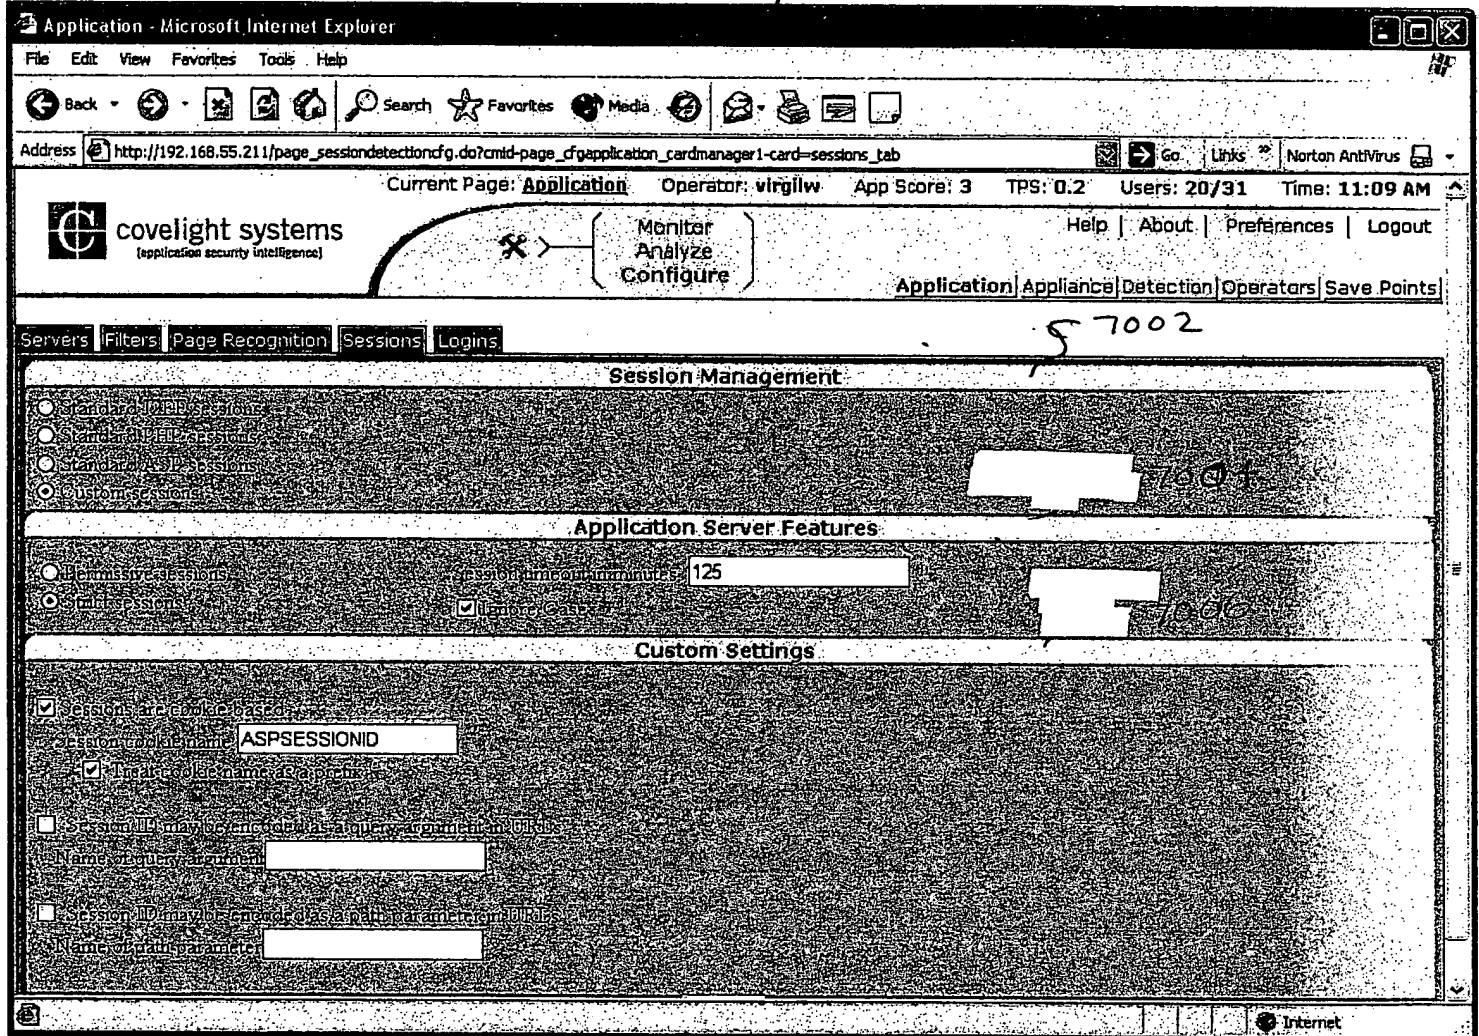 Application - Microsoft Internet Explorer
File Edit View Favorites Tools Help
Back Search Favorites Media
Address http://192.168.55.211/page_sessiondetectioncfg.do?cmid-page_cfgapplication_cardmanager1-card=sessions_tab Go Links » Norton AntiVirus
Current Page: Application Operator: virgilw App Score: 3 TPS: 0.2 Users: 20/31 Time: 11:09 AM
covelight systems
[application security intelligence]
Monitor
Analyze
Configure
Help | About | Preferences | Logout
Application | Appliance | Detection | Operators | Save Points
7002
Servers Filters Page Recognition Sessions Logins
Session Management
Standard J2EE sessions
Standard PHP sessions
Standard ASP sessions
Custom sessions
7004
Application Server Features
Permissive sessions Session timeout in minutes 125
Strict sessions Ignore Case
7006
Custom Settings
Sessions are cookie based
Session cookie name ASPSESSIONID
Treat cookie name as a prefix
Session ID may be encoded as a query argument in URLs
Name of query argument
Session ID may be encoded as a path parameter in URLs
Name of path parameter
Internet